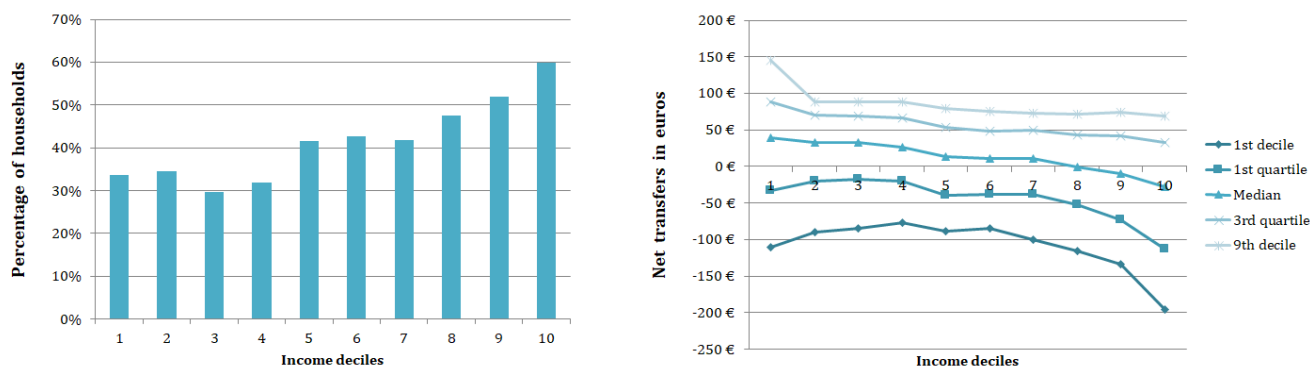 70%
60%
50%
40%
30%
20%
10%
0%
Percentage of households
1 2 3 4 5 6 7 8 9 10
Income deciles
200 €
150 €
100 €
50 €
0 €
-50 €
-100 €
-150 €
-200 €
-250 €
Net transfers in euros
1 2 3 4 5 6 7 8 9 10
Income deciles
1st decile
1st quartile
Median
3rd quartile
9th decile